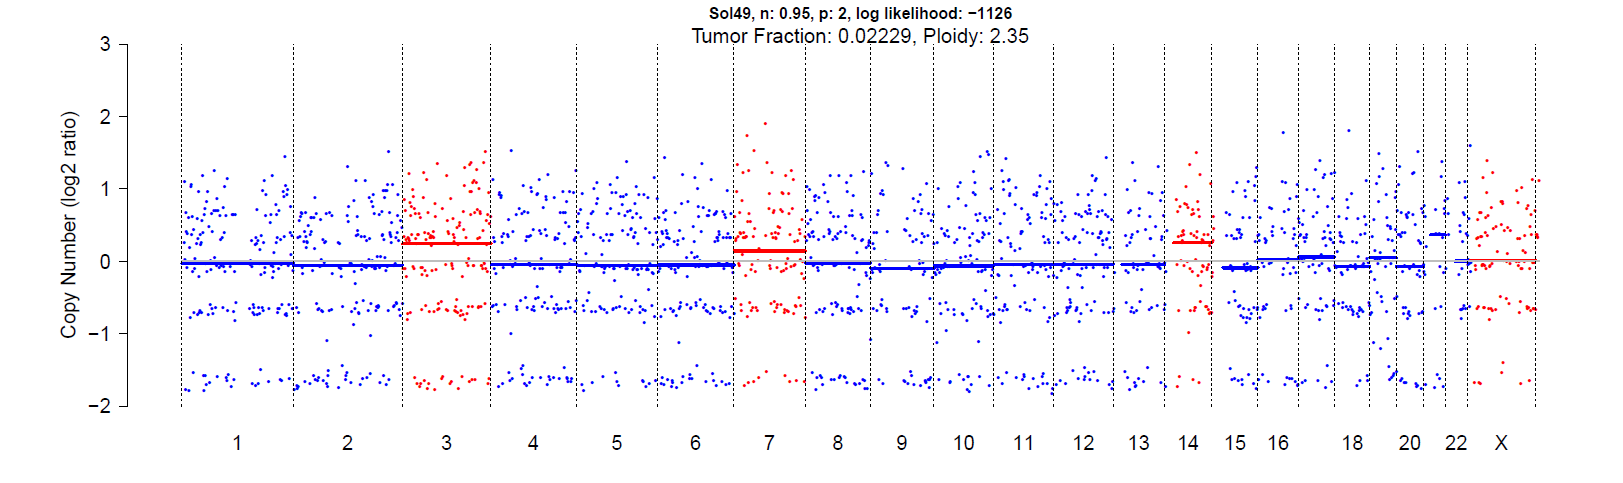 Sol49, n: 0.95, p: 2, log likelihood: −1126
Tumor Fraction: 0.02229, Ploidy: 2.35
Copy Number (log2 ratio)
3
2
1
0
−1
−2
1 2 3 4 5 6 7 8 9 10 11 12 13 14 15 16 18 20 22 X